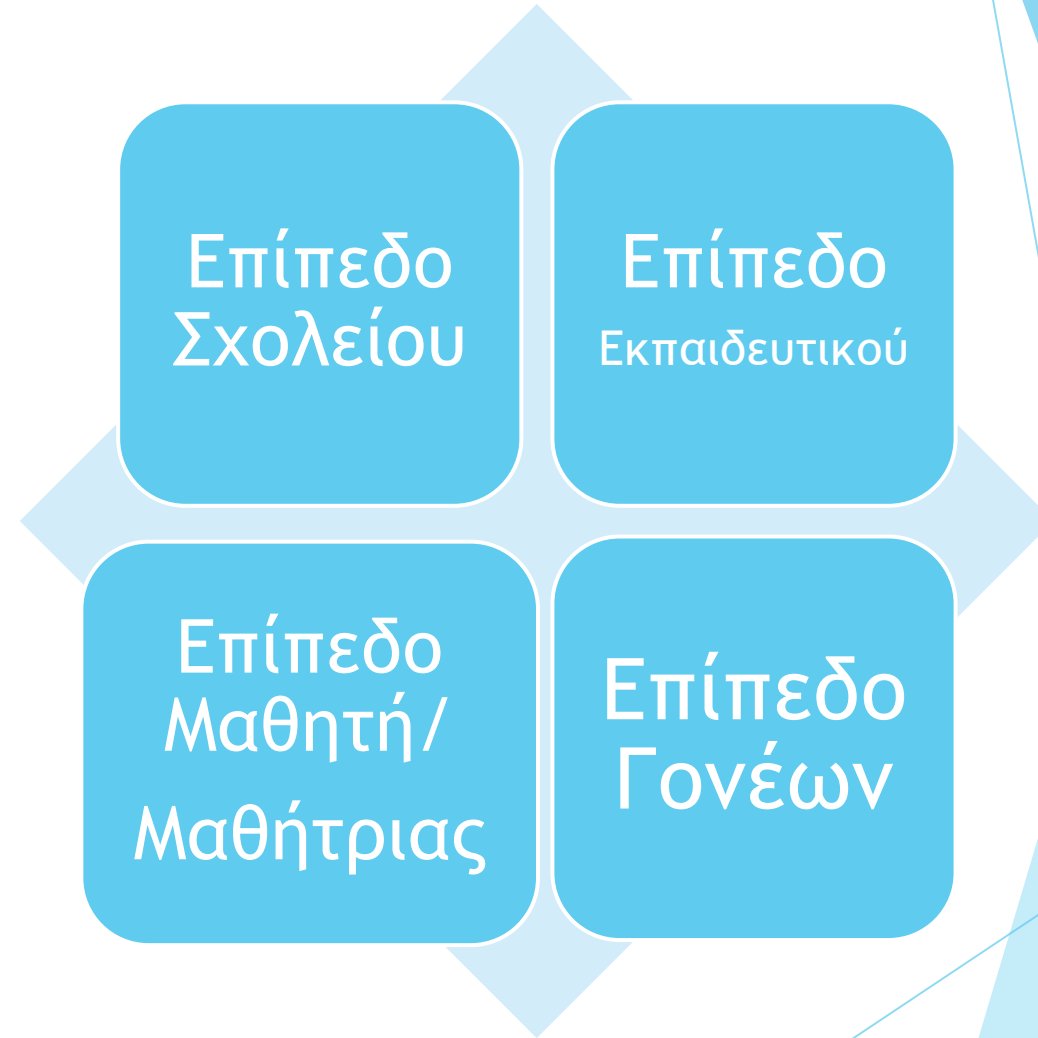 Επίπεδο
Σχολείου
Επίπεδο
Εκπαιδευτικού
Επίπεδο
Μαθητή/
Μαθήτριας
Επίπεδο
Γονέων